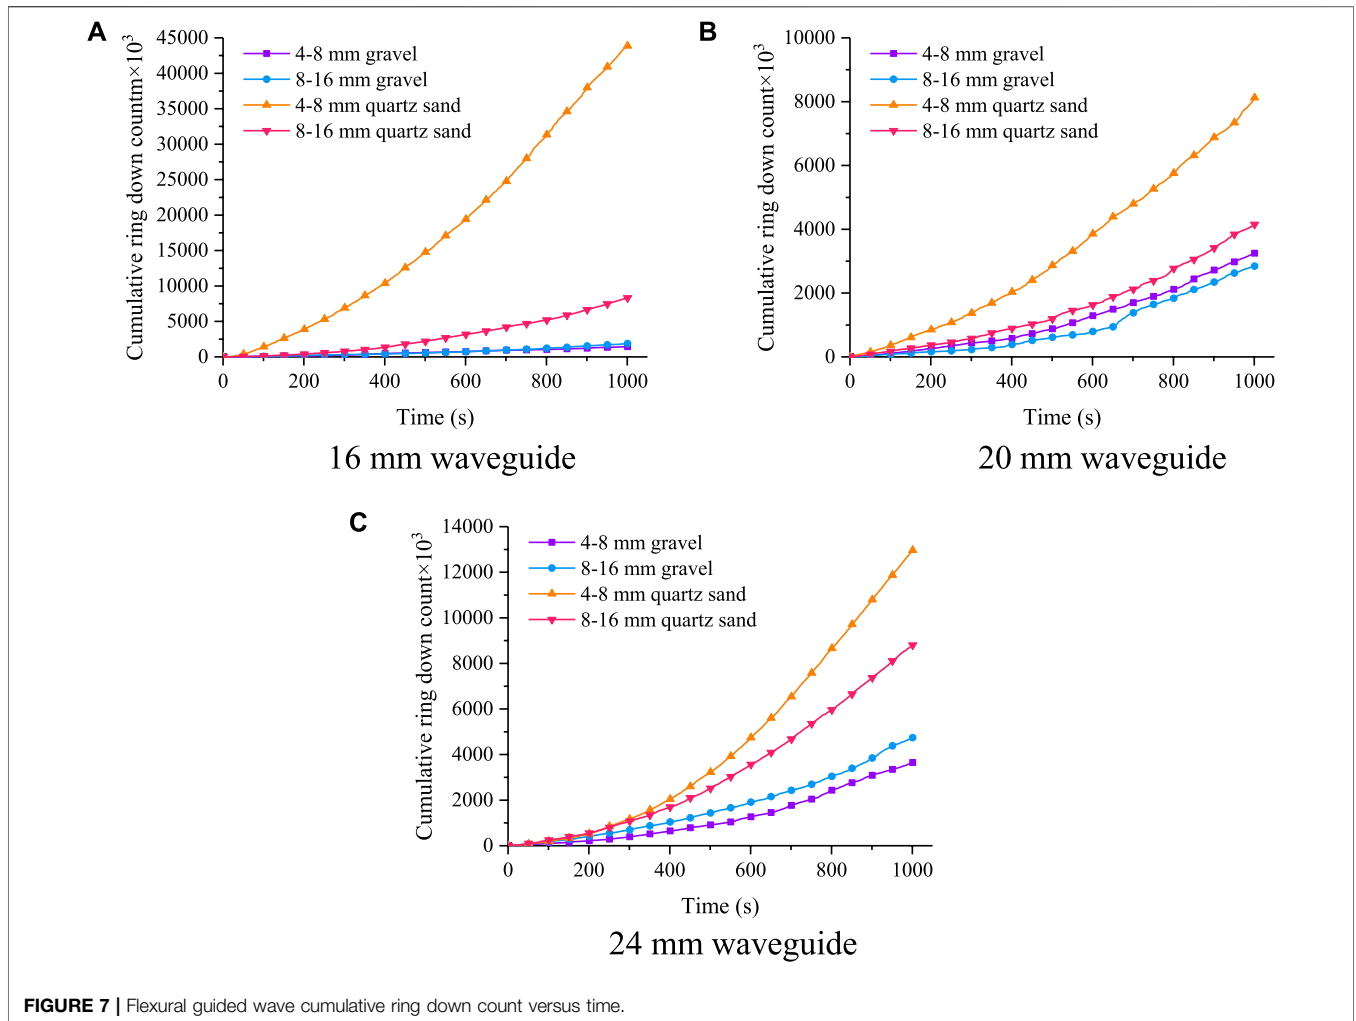 A
Cumulative ring down countm×10³
45000
40000
35000
30000
25000
20000
15000
10000
5000
0
4-8 mm gravel
8-16 mm gravel
4-8 mm quartz sand
8-16 mm quartz sand
0 200 400 600 800 1000
Time (s)
16 mm waveguide
B
Cumulative ring down count×10³
10000
8000
6000
4000
2000
0
4-8 mm gravel
8-16 mm gravel
4-8 mm quartz sand
8-16 mm quartz sand
0 200 400 600 800 1000
Time (s)
20 mm waveguide
C
Cumulative ring down count×10³
14000
12000
10000
8000
6000
4000
2000
0
4-8 mm gravel
8-16 mm gravel
4-8 mm quartz sand
8-16 mm quartz sand
0 200 400 600 800 1000
Time (s)
24 mm waveguide
FIGURE 7 | Flexural guided wave cumulative ring down count versus time.